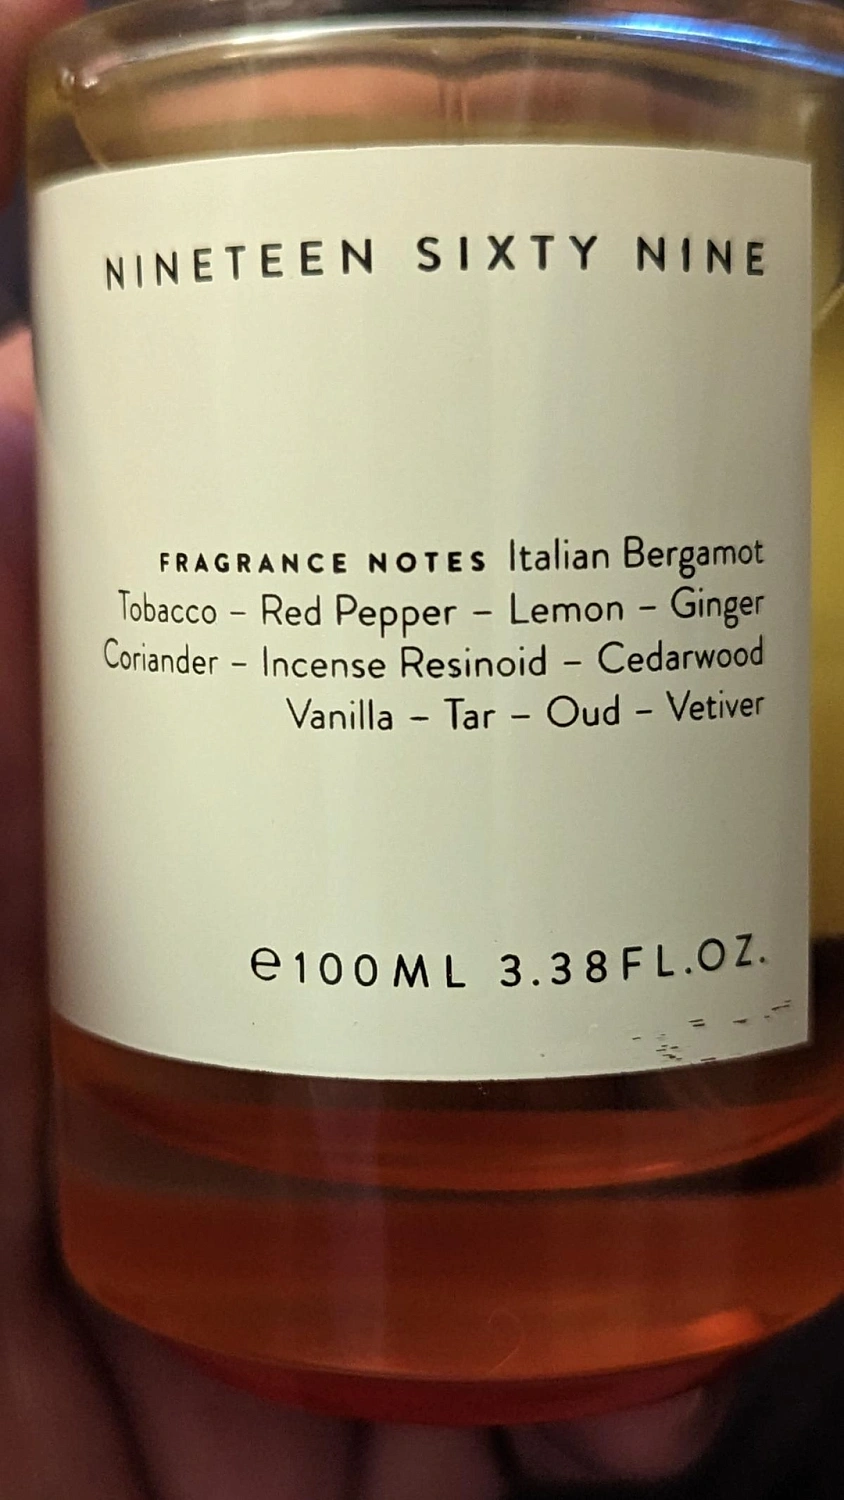 NINETEEN SIXTY NINE
FRAGRANCE NOTES Italian Bergamot
Tobacco – Red Pepper – Lemon – Ginger
Coriander – Incense Resinoid – Cedarwood
Vanilla – Tar – Oud – Vetiver
℮100ML 3.38FL.OZ.